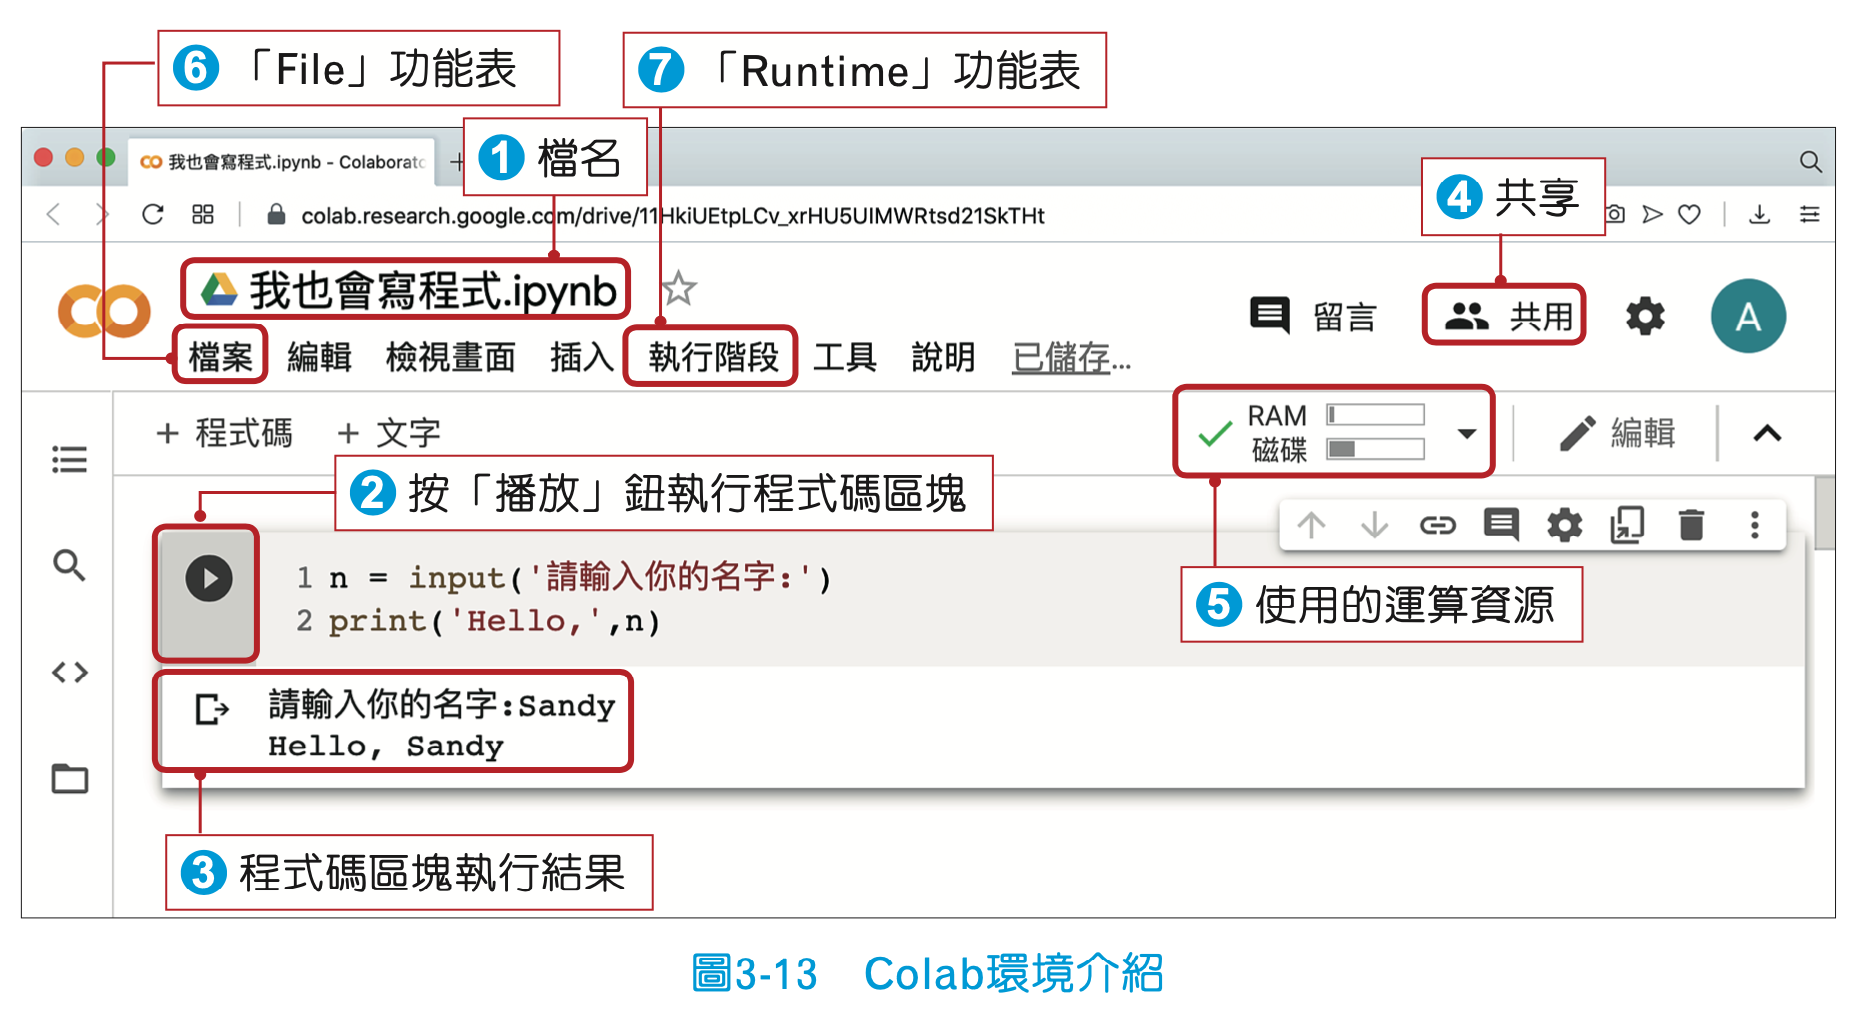 6 「File」功能表
7 「Runtime」功能表
1 檔名
我也會寫程式.ipynb - Colaborato
4 共享
colab.research.google.com/drive/11HkiUEtpLCv_xrHU5UIMWRtsd21SkTHt
我也會寫程式.ipynb
留言 共用 A
檔案 編輯 檢視畫面 插入 執行階段 工具 說明 已儲存...
+ 程式碼 + 文字
RAM
磁碟
編輯
2 按「播放」鈕執行程式碼區塊
1 n = input('請輸入你的名字:')
2 print('Hello,',n)
5 使用的運算資源
請輸入你的名字:Sandy
Hello, Sandy
3 程式碼區塊執行結果
圖3-13 Colab環境介紹